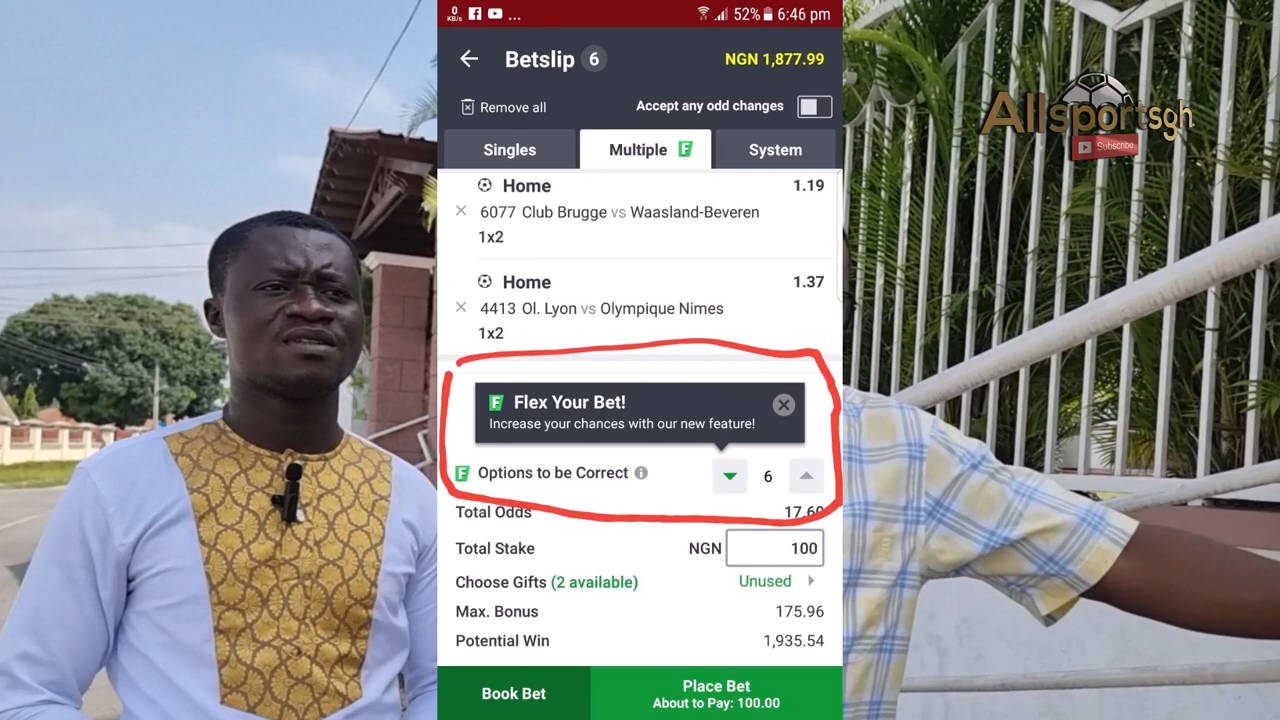 0
KB/s
...
52%
6:46 pm
Betslip 6
NGN 1,877.99
Remove all
Accept any odd changes
Singles
Multiple F
System
Home 1.19
6077 Club Brugge vs Waasland-Beveren
1x2
Home 1.37
4413 Ol. Lyon vs Olympique Nimes
1x2
F Flex Your Bet!
Increase your chances with our new feature!
F Options to be Correct i 6
Total Odds 17.60
Total Stake NGN 100
Choose Gifts (2 available) Unused
Max. Bonus 175.96
Potential Win 1,935.54
Book Bet
Place Bet
About to Pay: 100.00
Allsportsgh
Subscribe